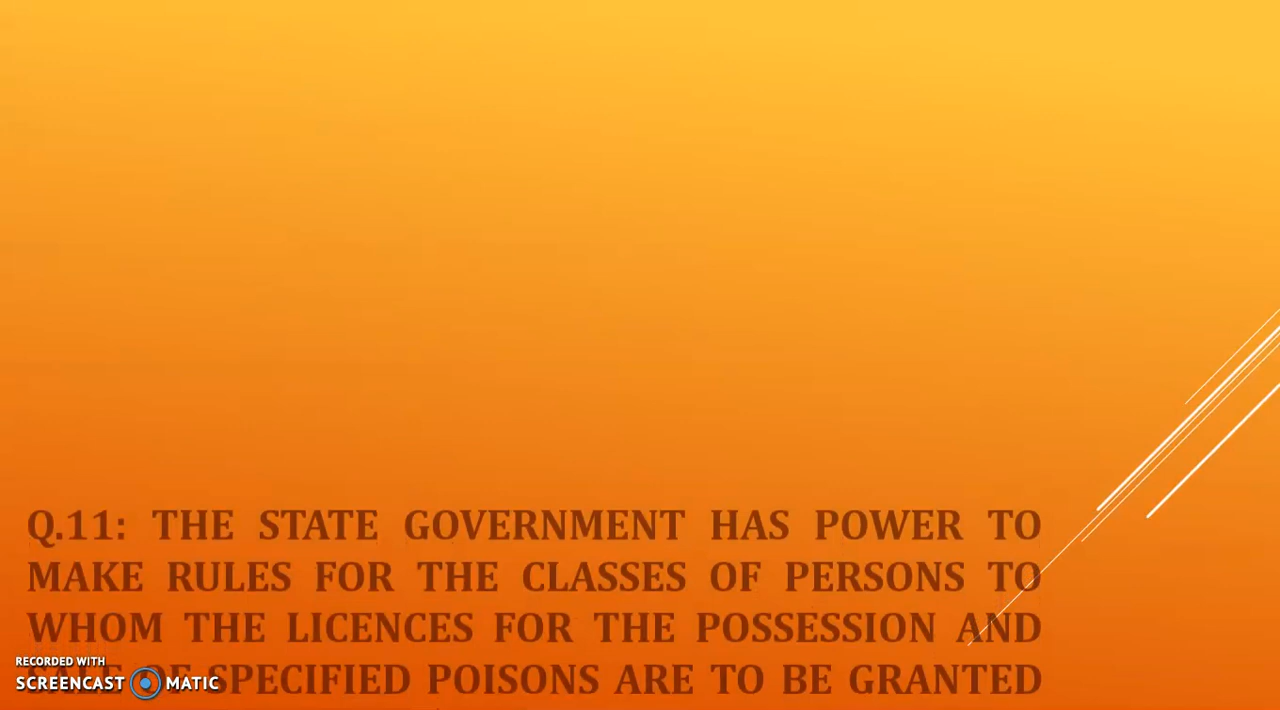 Q.11: THE STATE GOVERNMENT HAS POWER TO
MAKE RULES FOR THE CLASSES OF PERSONS TO
WHOM THE LICENCES FOR THE POSSESSION AND
OF SPECIFIED POISONS ARE TO BE GRANTED
RECORDED WITH
SCREENCAST MATIC